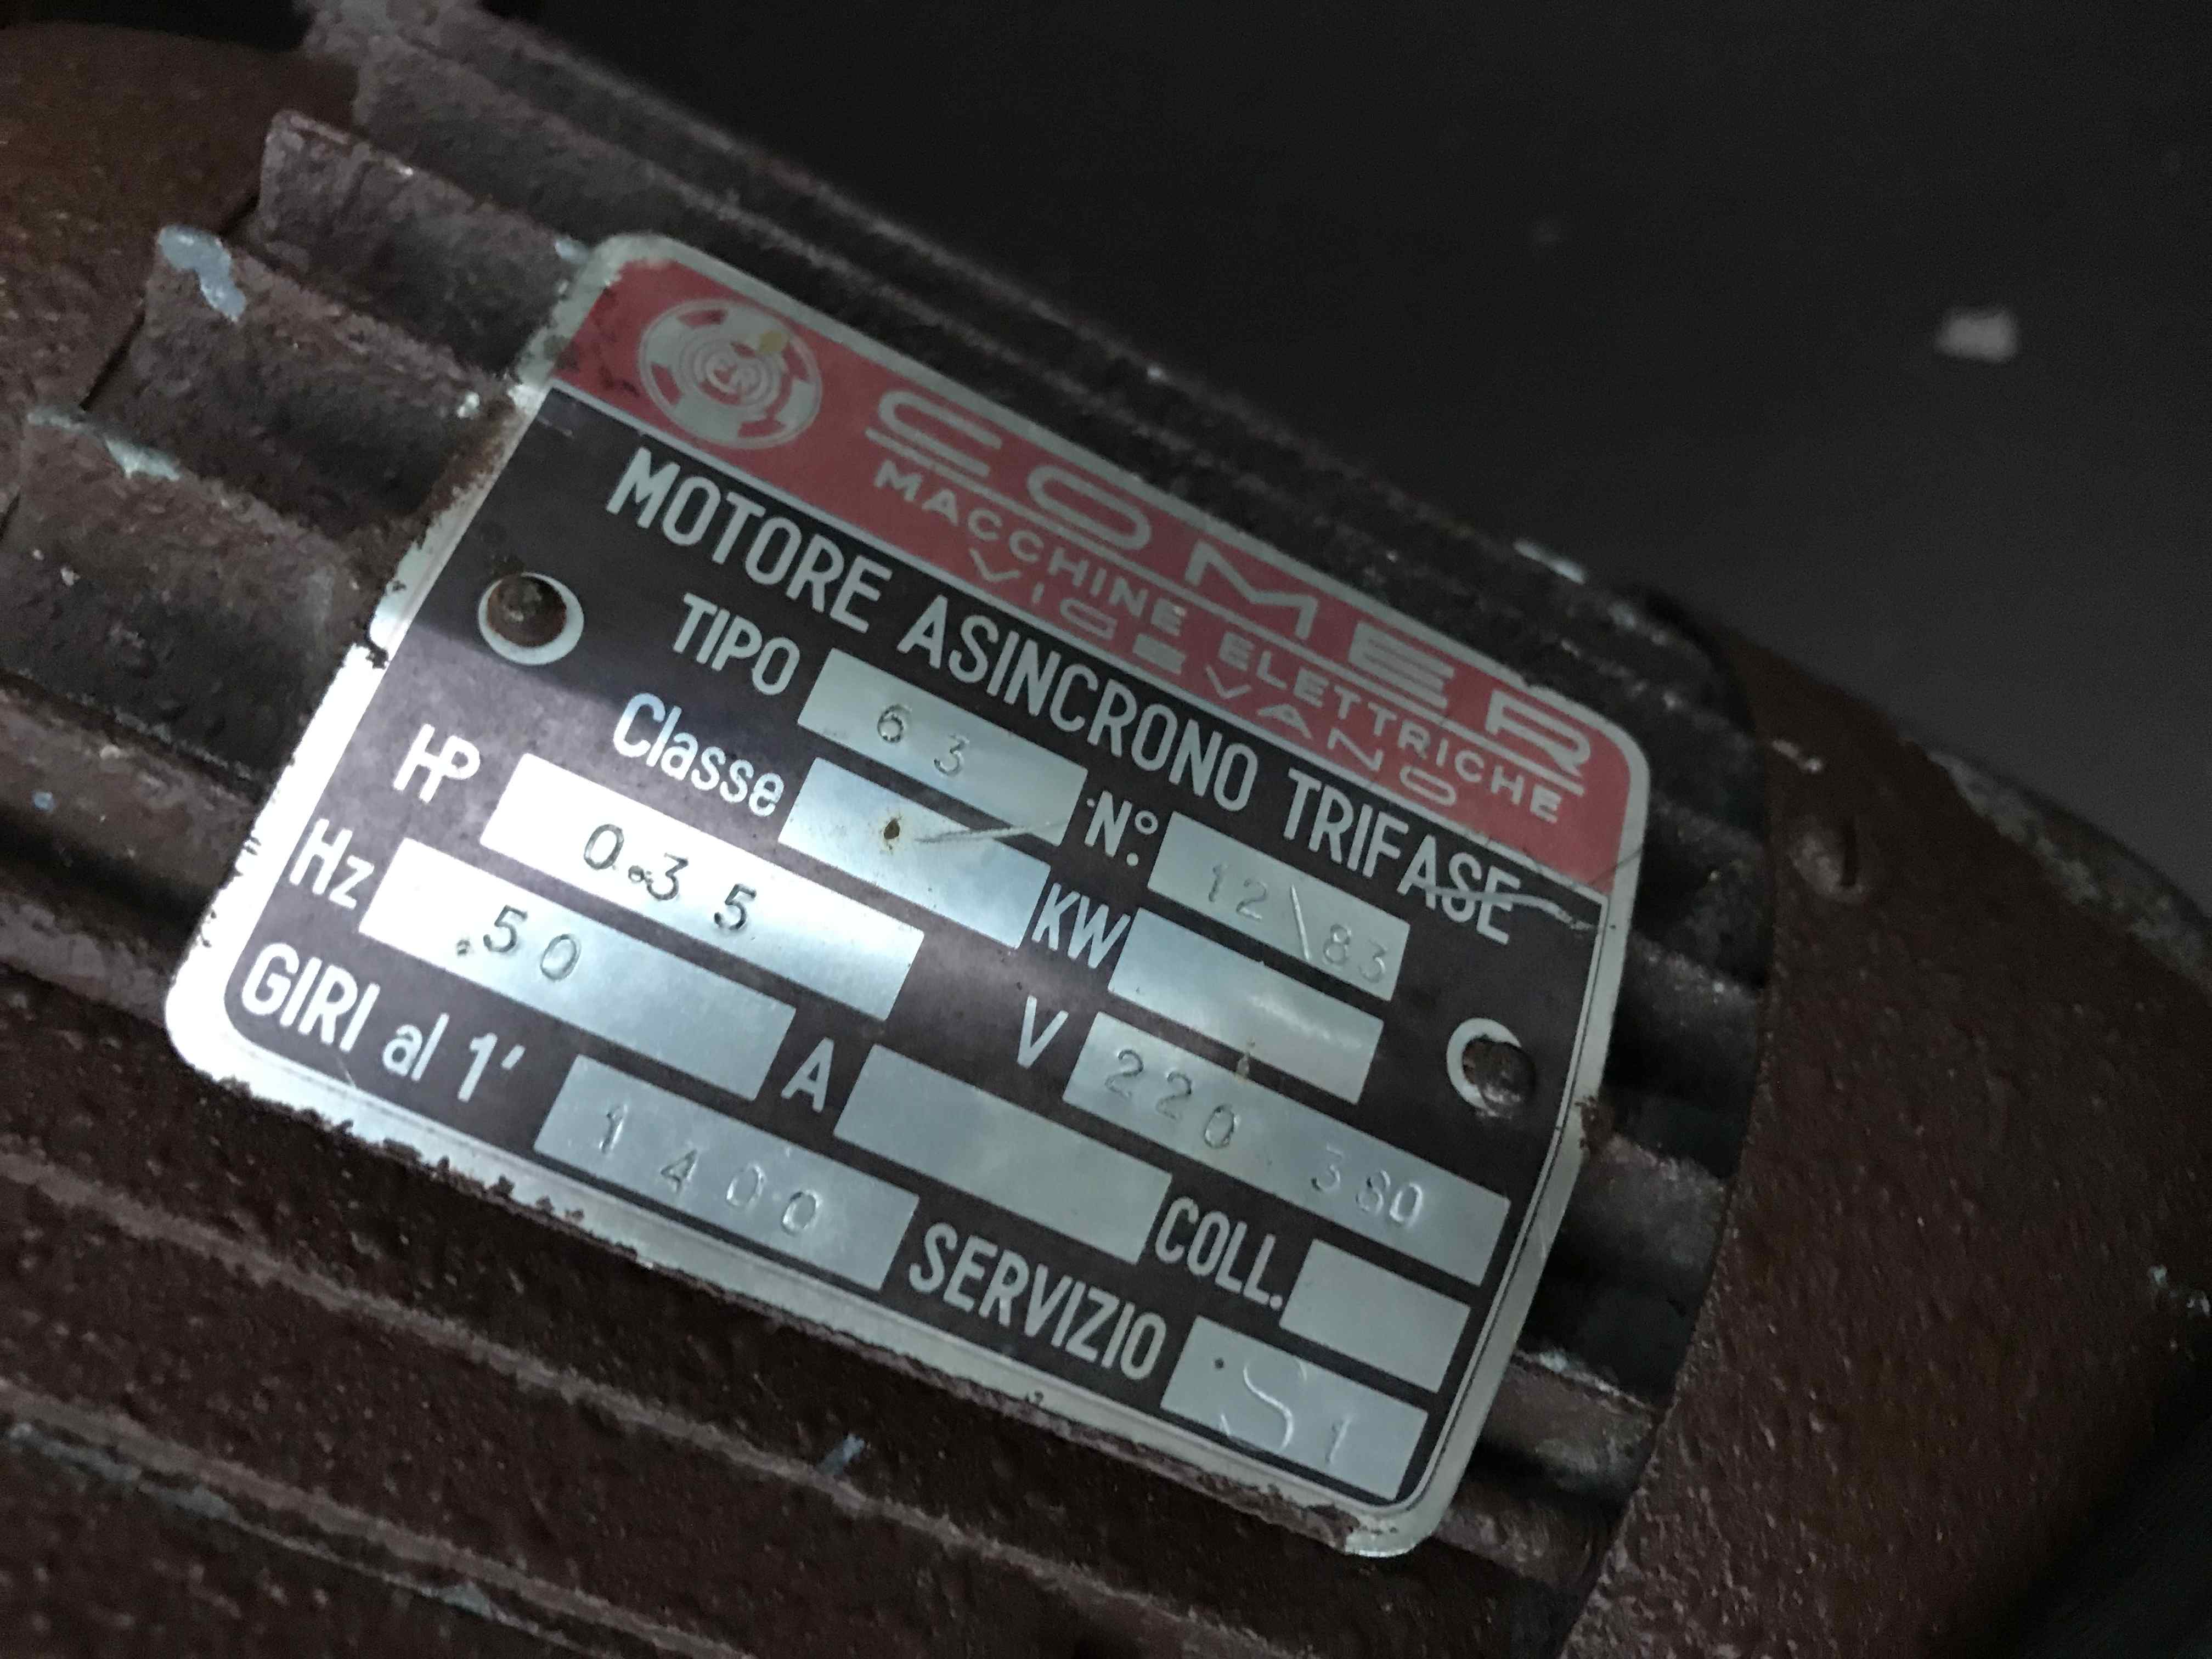 COMER
MACCHINE ELETTRICHE
VIGEVANO
MOTORE ASINCRONO TRIFASE
TIPO 63 N°. 12\83
Classe KW
HP 0.35 V 220 380
Hz .50 A COLL.
GIRI al 1' 1400 SERVIZIO .S1